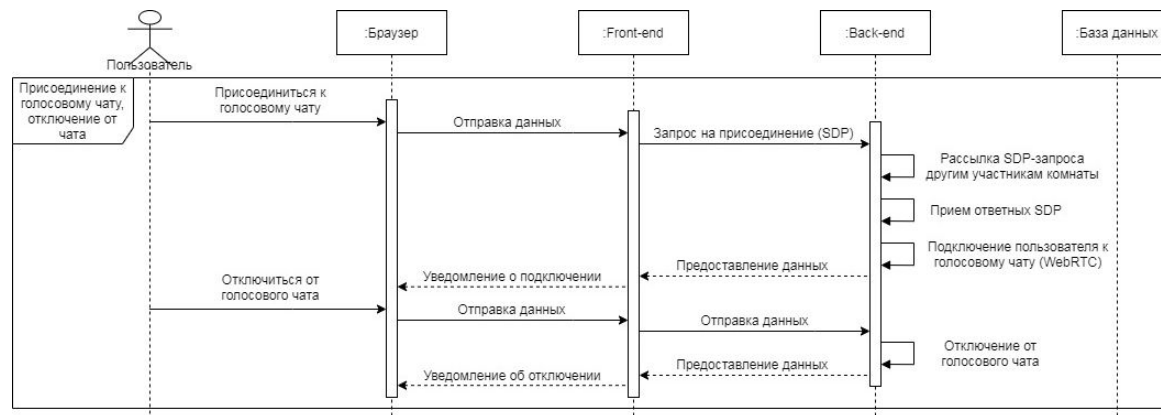 :Браузер
:Front-end
:Back-end
:База данных
Пользователь
Присоединение к
голосовому чату,
отключение от
чата
Присоединиться к
голосовому чату
Отправка данных
Запрос на присоединение (SDP)
Рассылка SDP-запроса
другим участникам комнаты
Прием ответных SDP
Подключение пользователя к
голосовому чату (WebRTC)
Предоставление данных
Уведомление о подключении
Отключиться от
голосового чата
Отправка данных
Отправка данных
Отключение от
голосового чата
Предоставление данных
Уведомление об отключении